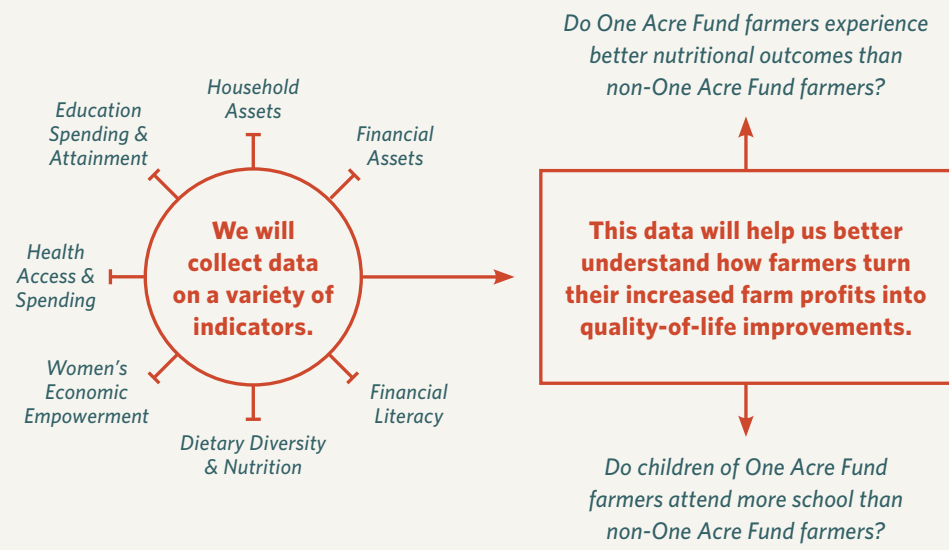 Household
Assets
Education
Spending &
Attainment
Financial
Assets
Health
Access &
Spending
We will
collect data
on a variety of
indicators.
Women's
Economic
Empowerment
Financial
Literacy
Dietary Diversity
& Nutrition
Do One Acre Fund farmers experience
better nutritional outcomes than
non-One Acre Fund farmers?
This data will help us better
understand how farmers turn
their increased farm profits into
quality-of-life improvements.
Do children of One Acre Fund
farmers attend more school than
non-One Acre Fund farmers?